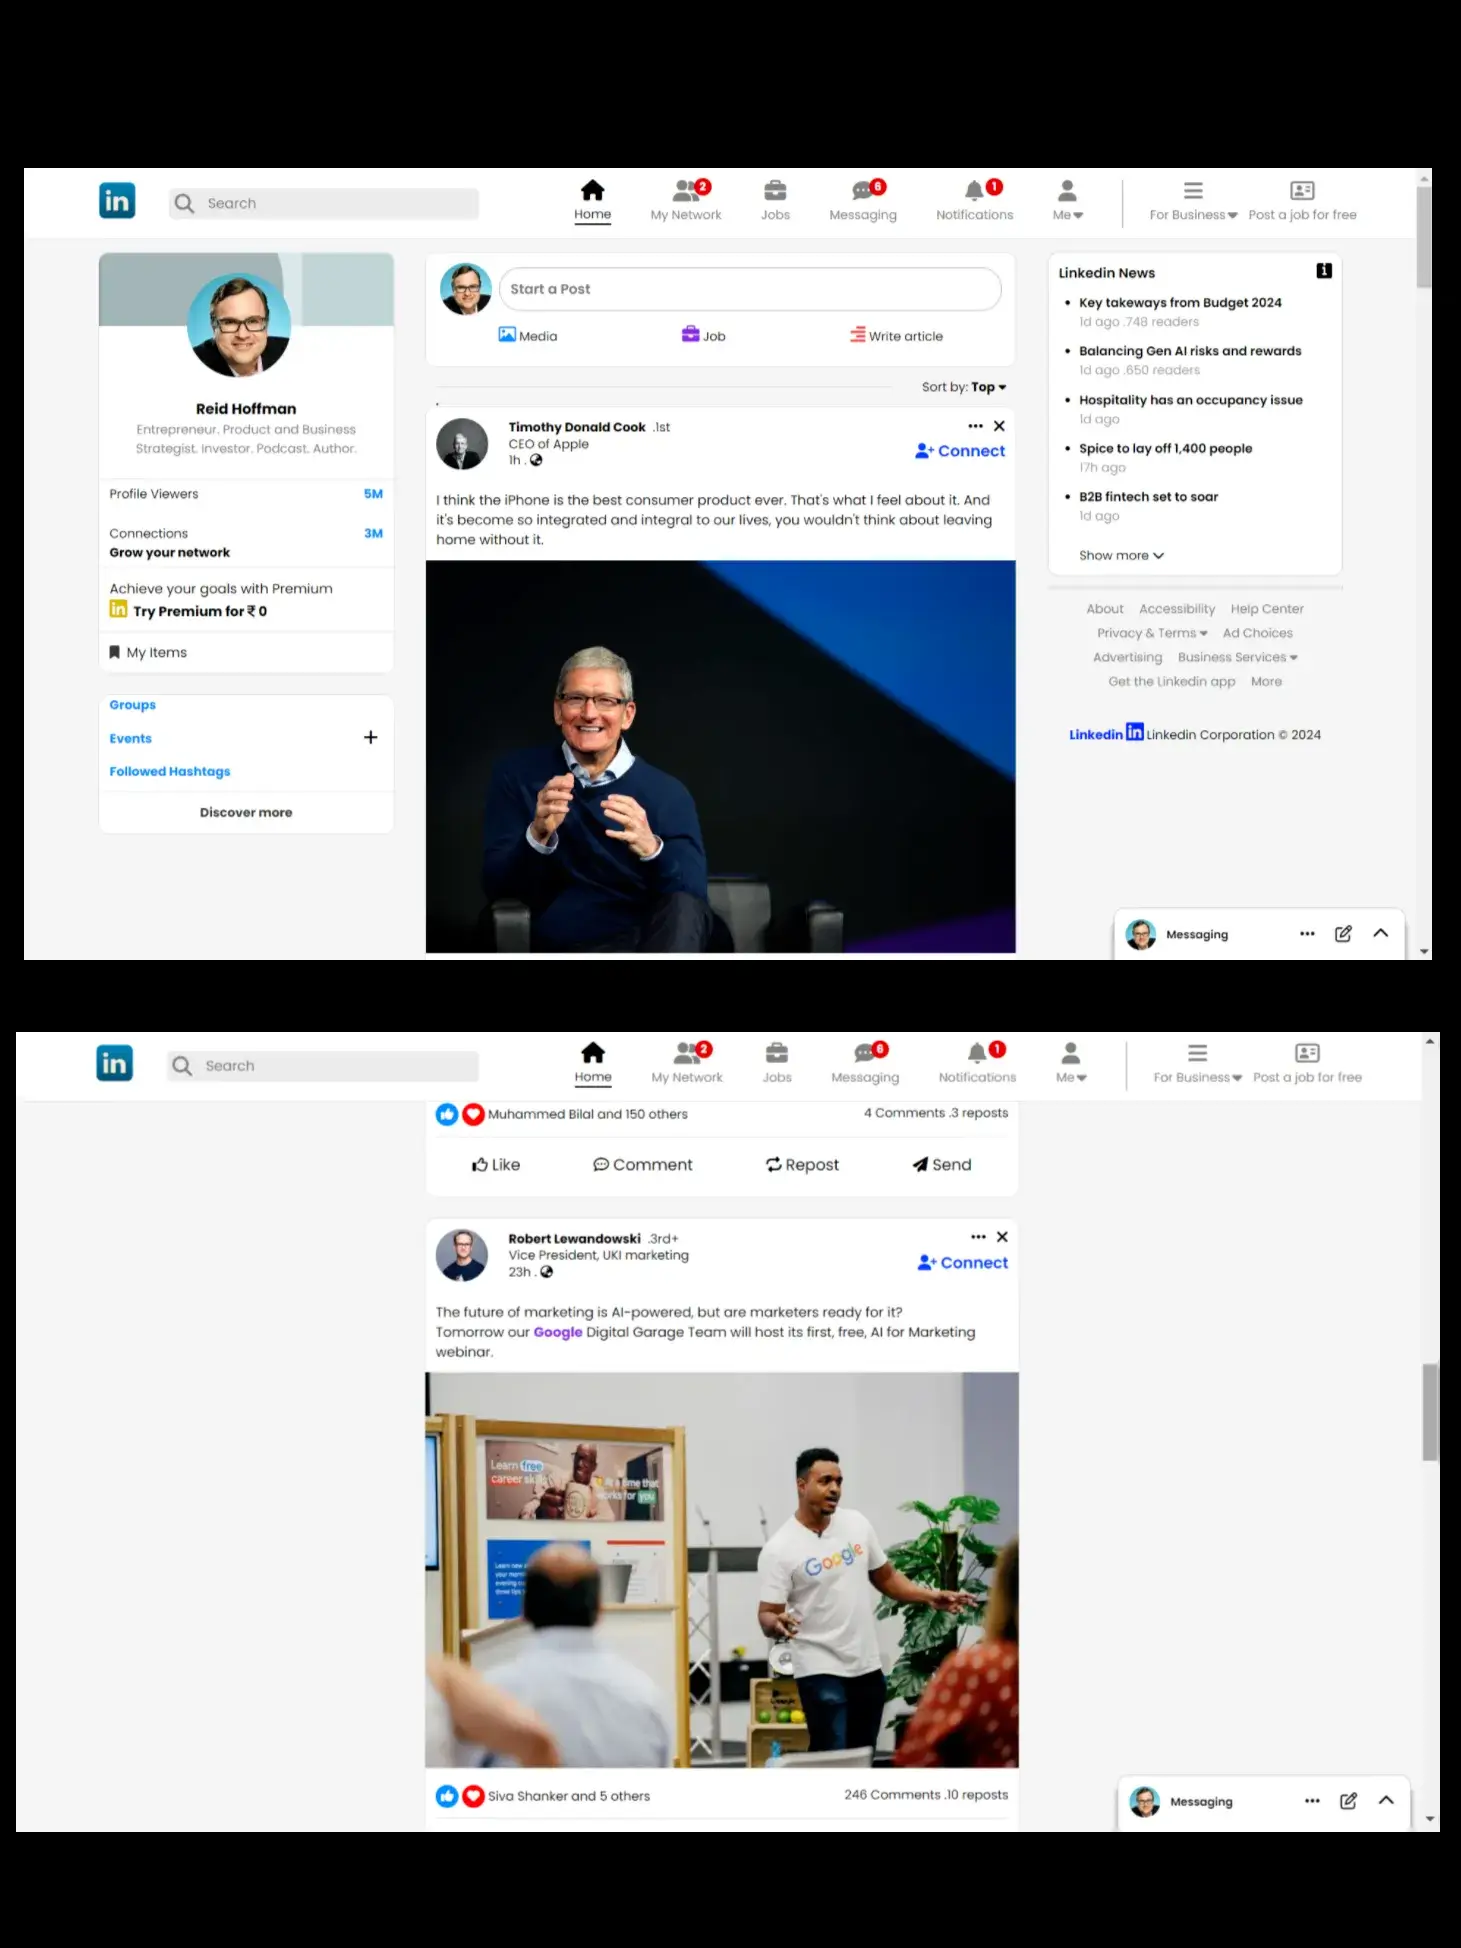 in
Search
Home
2
My Network
Jobs
6
Messaging
1
Notifications
Me
For Business
Post a job for free
Reid Hoffman
Entrepreneur. Product and Business
Strategist. Investor. Podcast. Author.
Profile Viewers 5M
Connections 3M
Grow your network
Achieve your goals with Premium
in Try Premium for ₹ 0
My Items
Groups
Events
Followed Hashtags
Discover more
Start a Post
Media
Job
Write article
Sort by: Top
Timothy Donald Cook .1st
CEO of Apple
1h .
Connect
I think the iPhone is the best consumer product ever. That's what I feel about it. And
it's become so integrated and integral to our lives, you wouldn't think about leaving
home without it.
Linkedin News
Key takeways from Budget 2024
1d ago .748 readers
Balancing Gen AI risks and rewards
1d ago .650 readers
Hospitality has an occupancy issue
1d ago
Spice to lay off 1,400 people
17h ago
B2B fintech set to soar
1d ago
Show more
About Accessibility Help Center
Privacy & Terms Ad Choices
Advertising Business Services
Get the Linkedin app More
Linkedin in Linkedin Corporation © 2024
Messaging
in
Search
Home
2
My Network
Jobs
6
Messaging
1
Notifications
Me
For Business
Post a job for free
Muhammed Bilal and 150 others
4 Comments .3 reposts
Like
Comment
Repost
Send
Robert Lewandowski .3rd+
Vice President, UKI marketing
23h .
Connect
The future of marketing is AI-powered, but are marketers ready for it?
Tomorrow our Google Digital Garage Team will host its first, free, AI for Marketing
webinar.
Learn free
career
At a time that
works for you
Learn new
Google
Siva Shanker and 5 others
246 Comments .10 reposts
Messaging